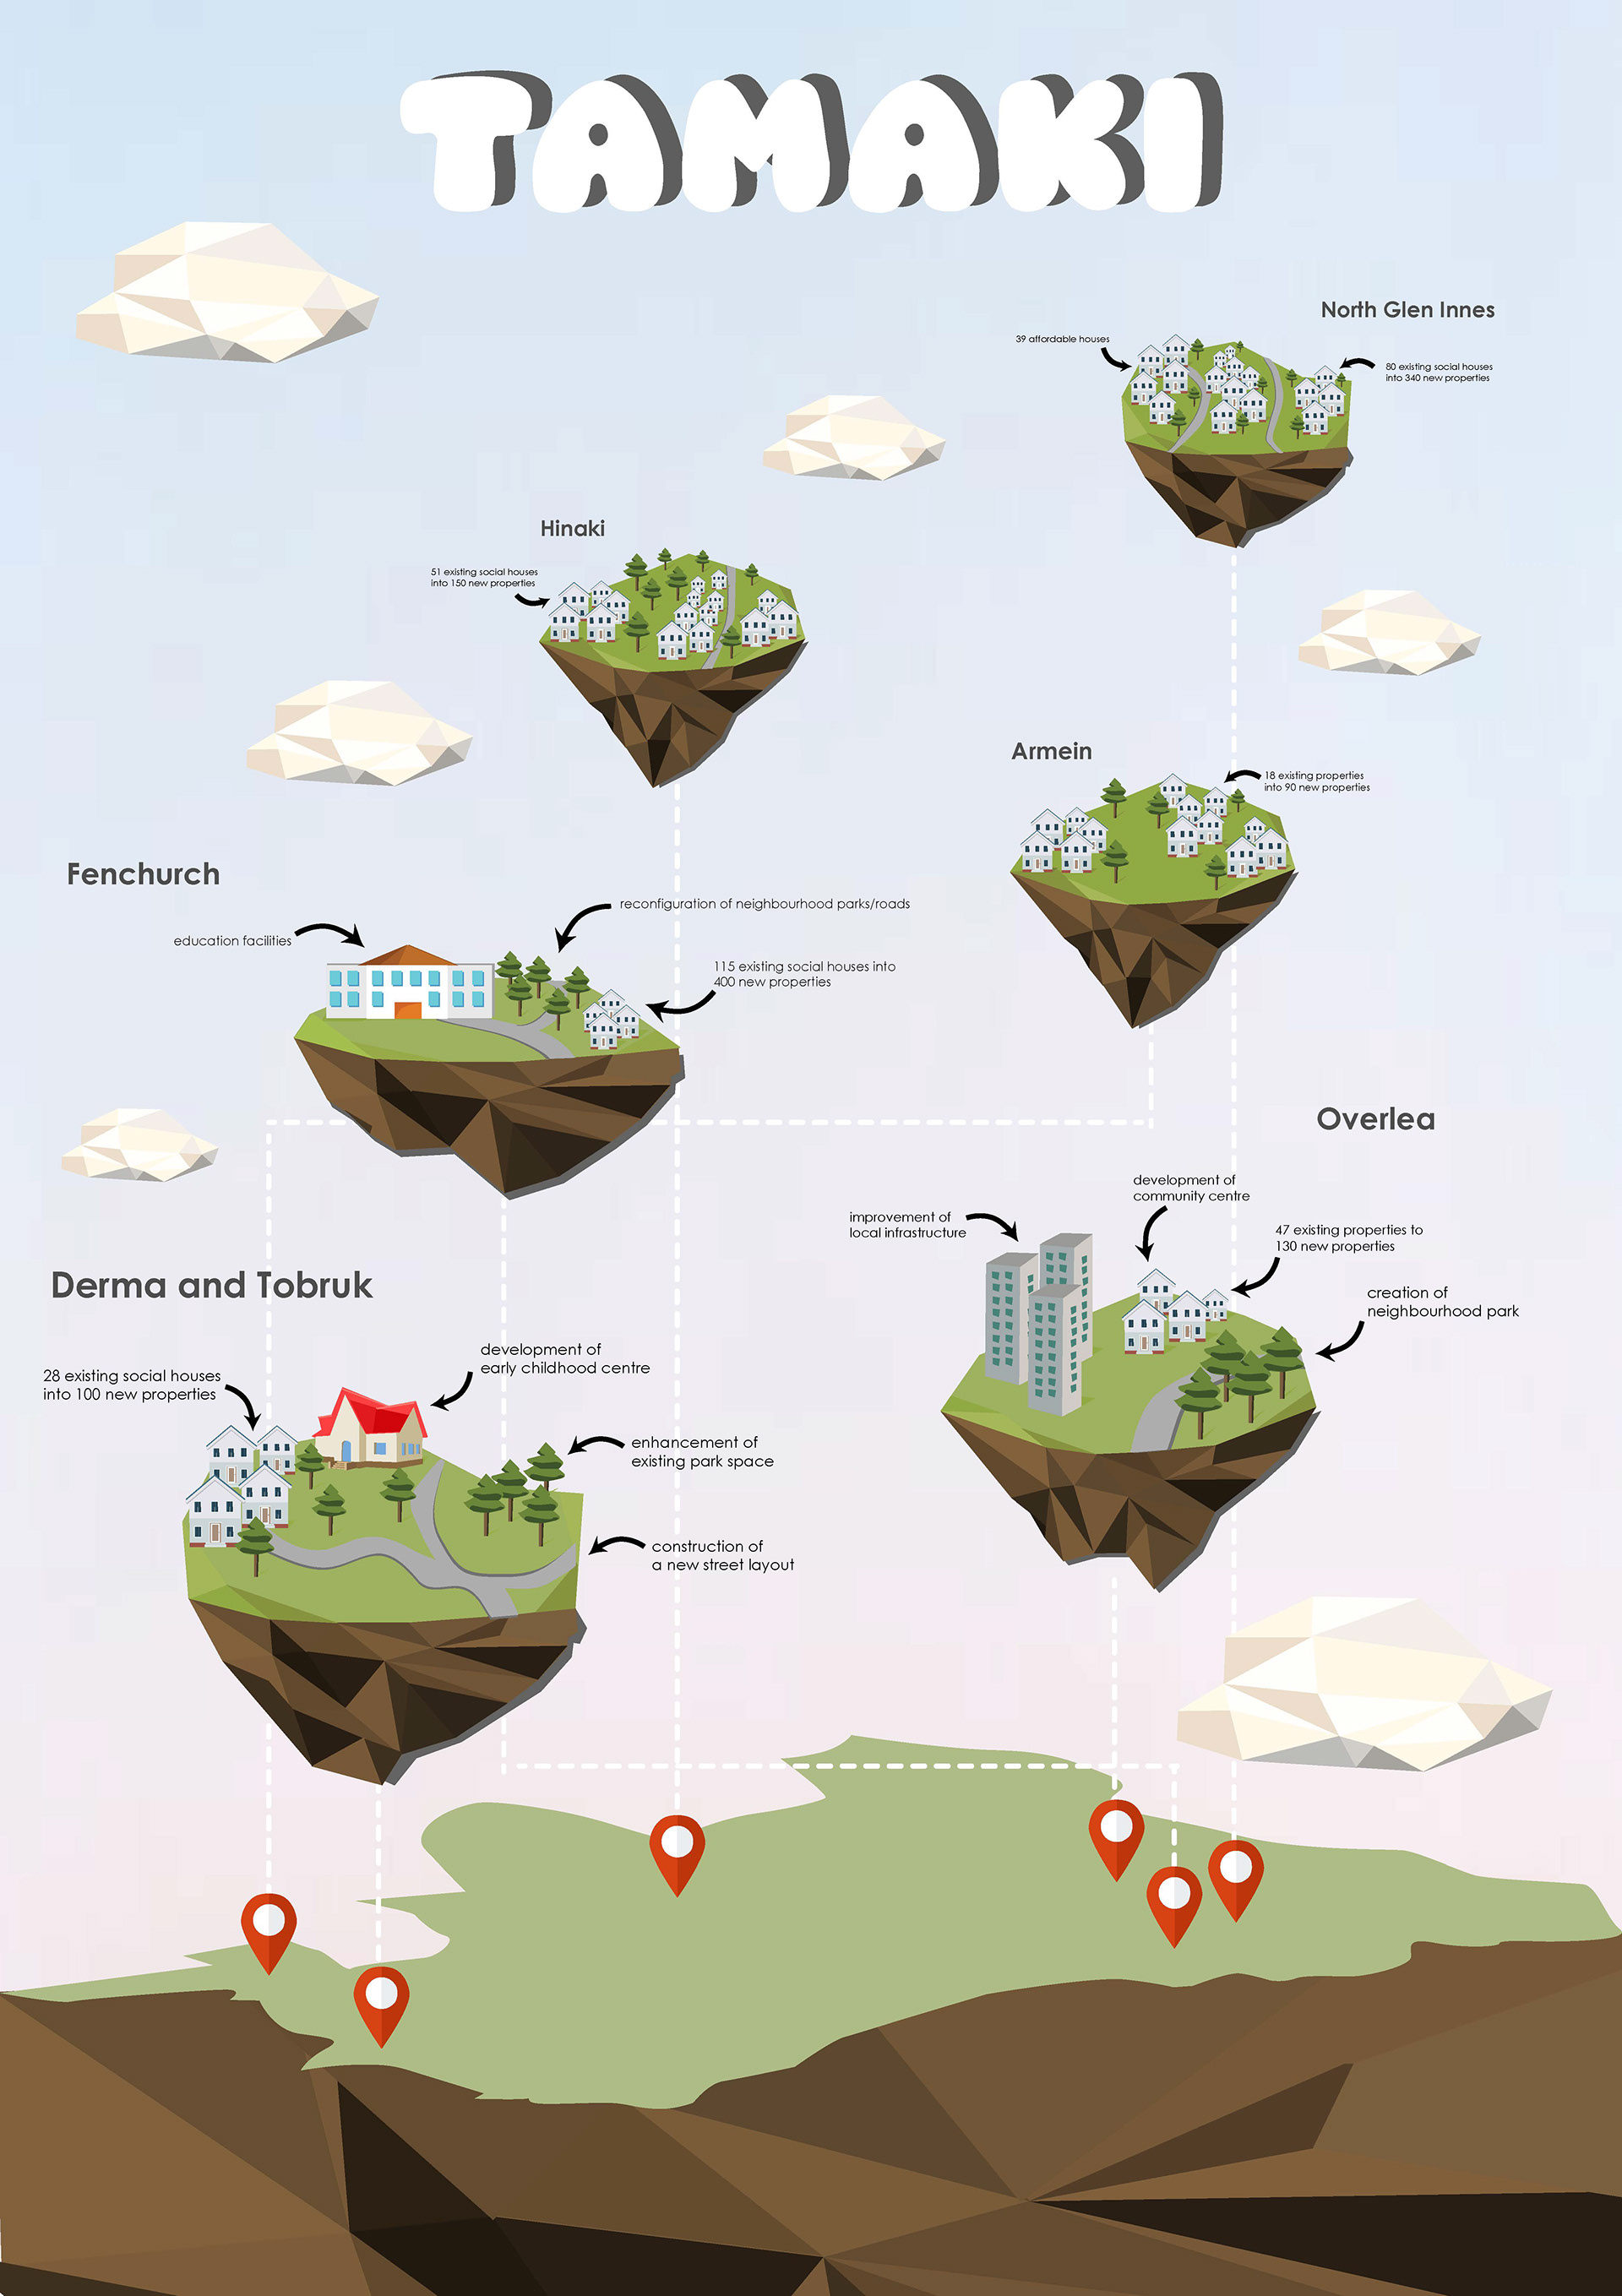 TAMAKI
North Glen Innes
39 affordable houses
80 existing social houses
into 340 new properties
Hinaki
51 existing social houses
into 150 new properties
Armein
18 existing properties
into 90 new properties
Fenchurch
education facilities
reconfiguration of neighbourhood parks/roads
115 existing social houses into
400 new properties
Overlea
improvement of
local infrastructure
development of
community centre
47 existing properties to
130 new properties
creation of
neighbourhood park
Derma and Tobruk
28 existing social houses
into 100 new properties
development of
early childhood centre
enhancement of
existing park space
construction of
a new street layout